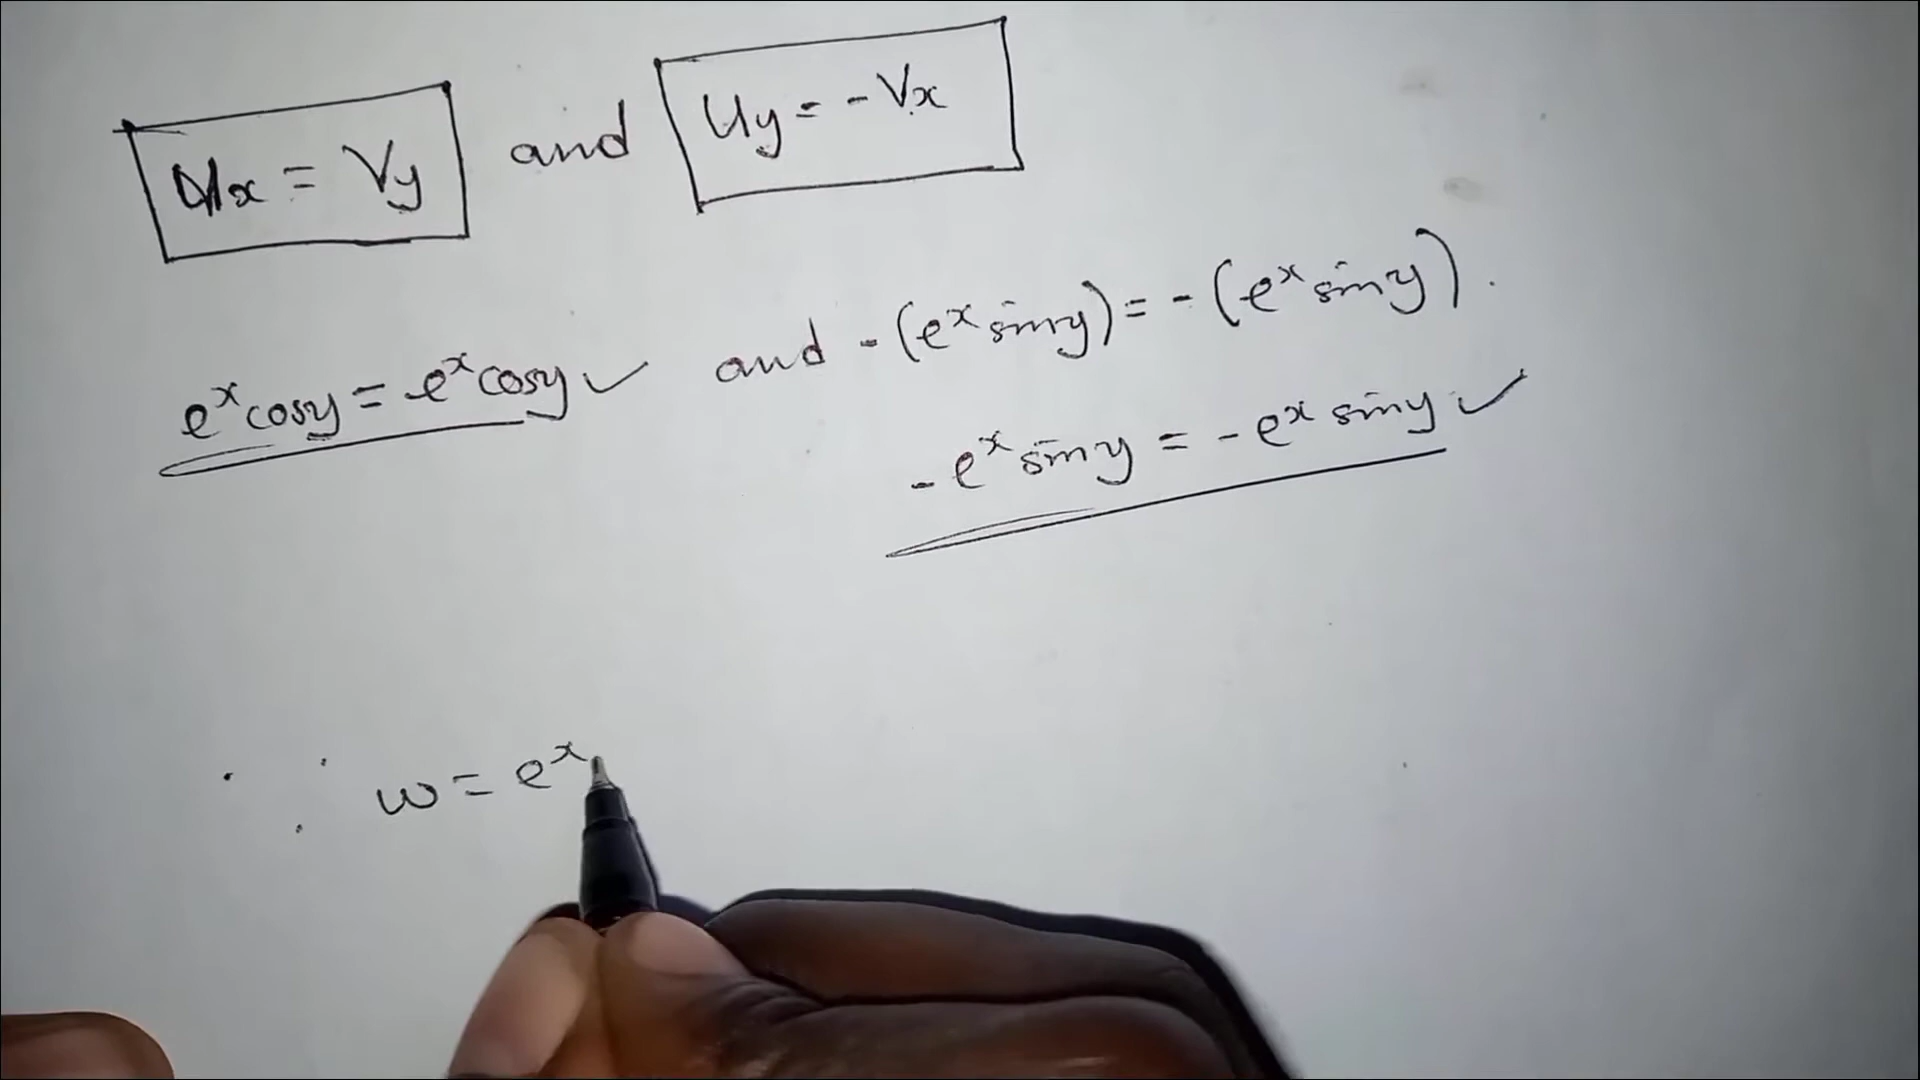 Ux = Vy and Uy = - Vx
e^x cosy = e^x cosy ✓ and - (e^x siny) = - (e^x siny).
- e^x siny = - e^x siny ✓
∴ w = e^x